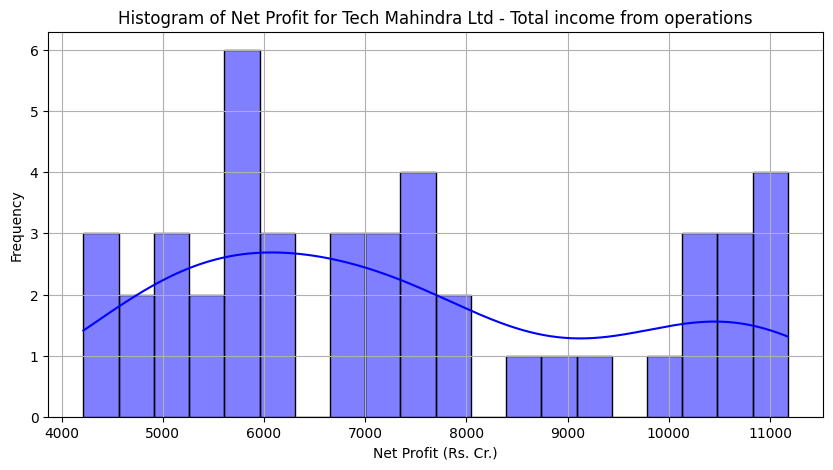 Histogram of Net Profit for Tech Mahindra Ltd - Total income from operations
6
5
4
3
2
1
0
Frequency
4000 5000 6000 7000 8000 9000 10000 11000
Net Profit (Rs. Cr.)